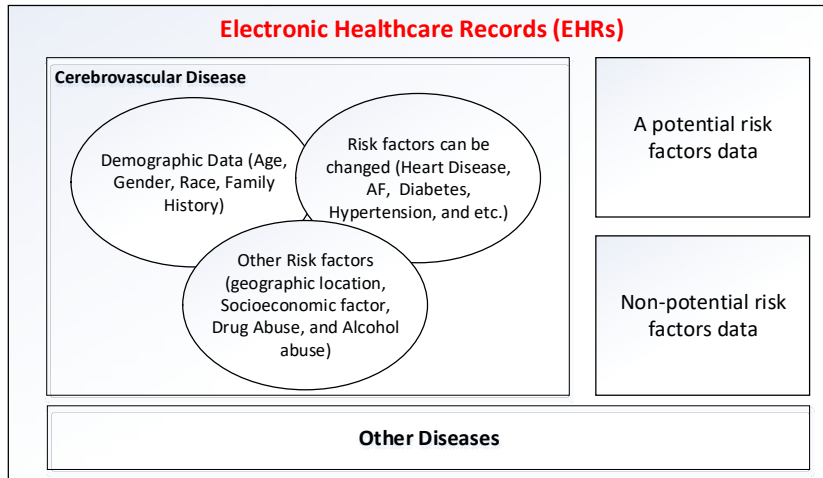 Electronic Healthcare Records (EHRs)
Cerebrovascular Disease
Demographic Data (Age,
Gender, Race, Family
History)
Risk factors can be
changed (Heart Disease,
AF, Diabetes,
Hypertension, and etc.)
Other Risk factors
(geographic location,
Socioeconomic factor,
Drug Abuse, and Alcohol
abuse)
A potential risk
factors data
Non-potential risk
factors data
Other Diseases